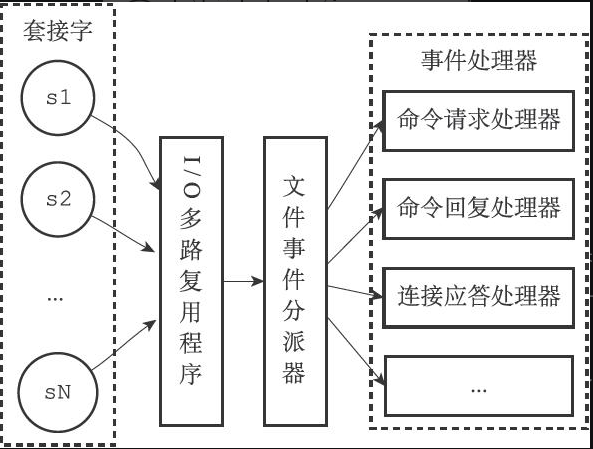 套接字
s1
s2
...
sN
I/O多路复用程序
文件事件分派器
事件处理器
命令请求处理器
命令回复处理器
连接应答处理器
...